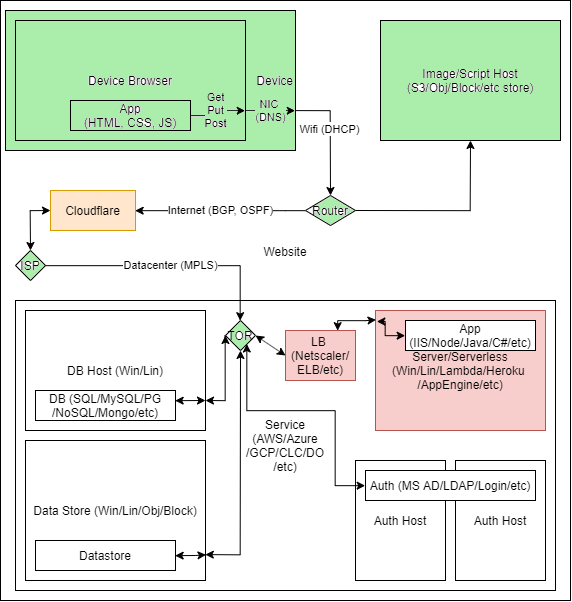 Device Browser
Device
App
(HTML, CSS, JS)
Get
Put
Post
NIC
(DNS)
Image/Script Host
(S3/Obj/Block/etc store)
Wifi (DHCP)
Cloudflare
Internet (BGP, OSPF)
Router
Website
ISP
Datacenter (MPLS)
TOR
LB
(Netscaler/
ELB/etc)
App
(IIS/Node/Java/C#/etc)
Server/Serverless
(Win/Lin/Lambda/Heroku
/AppEngine/etc)
DB Host (Win/Lin)
DB (SQL/MySQL/PG
/NoSQL/Mongo/etc)
Service
(AWS/Azure
/GCP/CLC/DO
/etc)
Data Store (Win/Lin/Obj/Block)
Datastore
Auth (MS AD/LDAP/Login/etc)
Auth Host
Auth Host